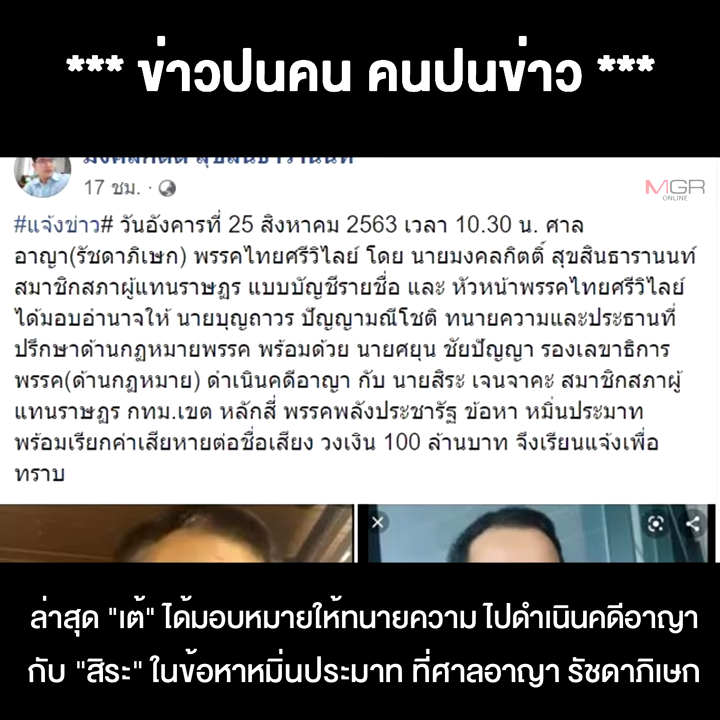 *** ข่าวปนคน คนปนข่าว ***
มงคลกิตติ์ สุขสินธารานนท์
17 ชม. ·
MGR
ONLINE
#แจ้งข่าว# วันอังคารที่ 25 สิงหาคม 2563 เวลา 10.30 น. ศาล
อาญา(รัชดาภิเษก) พรรคไทยศรีวิไลย์ โดย นายมงคลกิตติ์ สุขสินธารานนท์
สมาชิกสภาผู้แทนราษฎร แบบบัญชีรายชื่อ และ หัวหน้าพรรคไทยศรีวิไลย์
ได้มอบอำนาจให้ นายบุญถาวร ปัญญามณีโชติ ทนายความและประธานที่
ปรึกษาด้านกฎหมายพรรค พร้อมด้วย นายศยุน ชัยปัญญา รองเลขาธิการ
พรรค(ด้านกฎหมาย) ดำเนินคดีอาญา กับ นายสิระ เจนจาคะ สมาชิกสภาผู้
แทนราษฎร กทม.เขต หลักสี่ พรรคพลังประชารัฐ ข้อหา หมิ่นประมาท
พร้อมเรียกค่าเสียหายต่อชื่อเสียง วงเงิน 100 ล้านบาท จึงเรียนแจ้งเพื่อ
ทราบ
ล่าสุด "เต้" ได้มอบหมายให้ทนายความ ไปดำเนินคดีอาญา
กับ "สิระ" ในข้อหาหมิ่นประมาท ที่ศาลอาญา รัชดาภิเษก